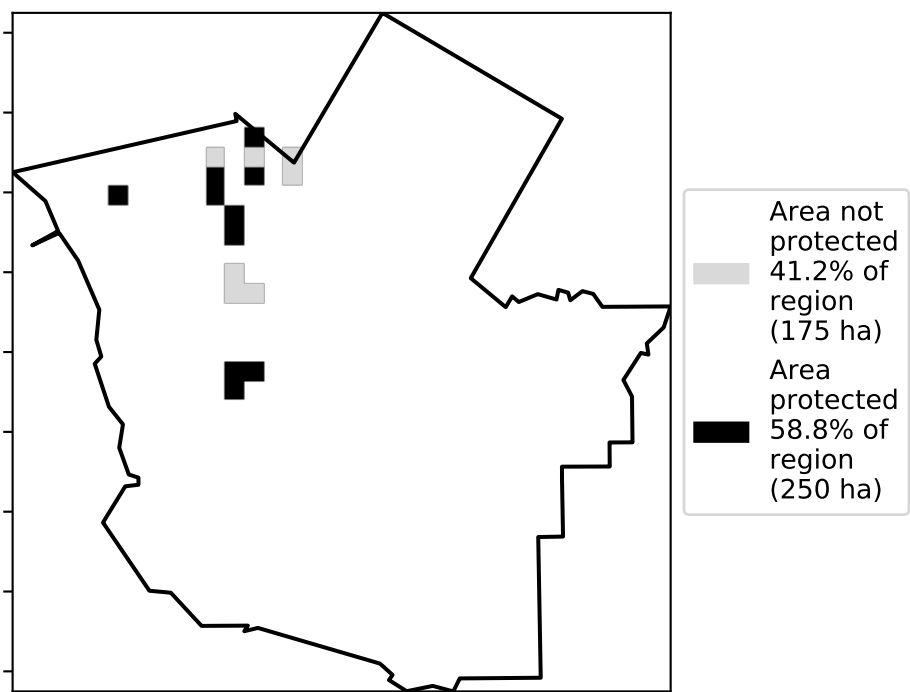 Area not
protected
41.2% of
region
(175 ha)
Area
protected
58.8% of
region
(250 ha)